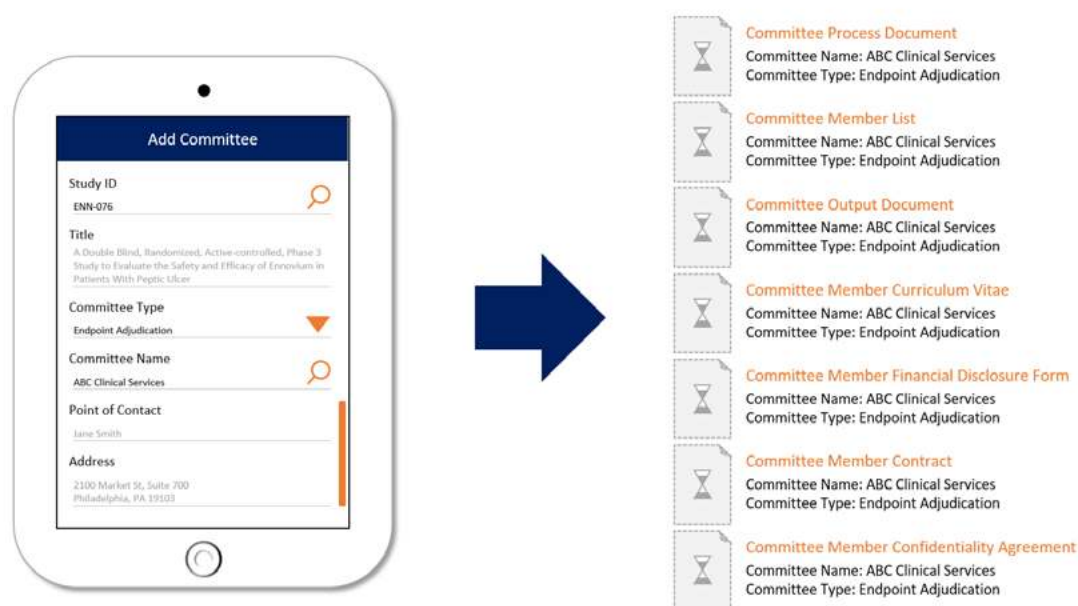 Add Committee
Study ID
ENN-076
Title
A Double Blind, Randomized, Active-controlled, Phase 3
Study to Evaluate the Safety and Efficacy of Ennovium in
Patients With Peptic Ulcer
Committee Type
Endpoint Adjudication
Committee Name
ABC Clinical Services
Point of Contact
Jane Smith
Address
2100 Market St, Suite 700
Philadelphia, PA 19103
Committee Process Document
Committee Name: ABC Clinical Services
Committee Type: Endpoint Adjudication
Committee Member List
Committee Name: ABC Clinical Services
Committee Type: Endpoint Adjudication
Committee Output Document
Committee Name: ABC Clinical Services
Committee Type: Endpoint Adjudication
Committee Member Curriculum Vitae
Committee Name: ABC Clinical Services
Committee Type: Endpoint Adjudication
Committee Member Financial Disclosure Form
Committee Name: ABC Clinical Services
Committee Type: Endpoint Adjudication
Committee Member Contract
Committee Name: ABC Clinical Services
Committee Type: Endpoint Adjudication
Committee Member Confidentiality Agreement
Committee Name: ABC Clinical Services
Committee Type: Endpoint Adjudication